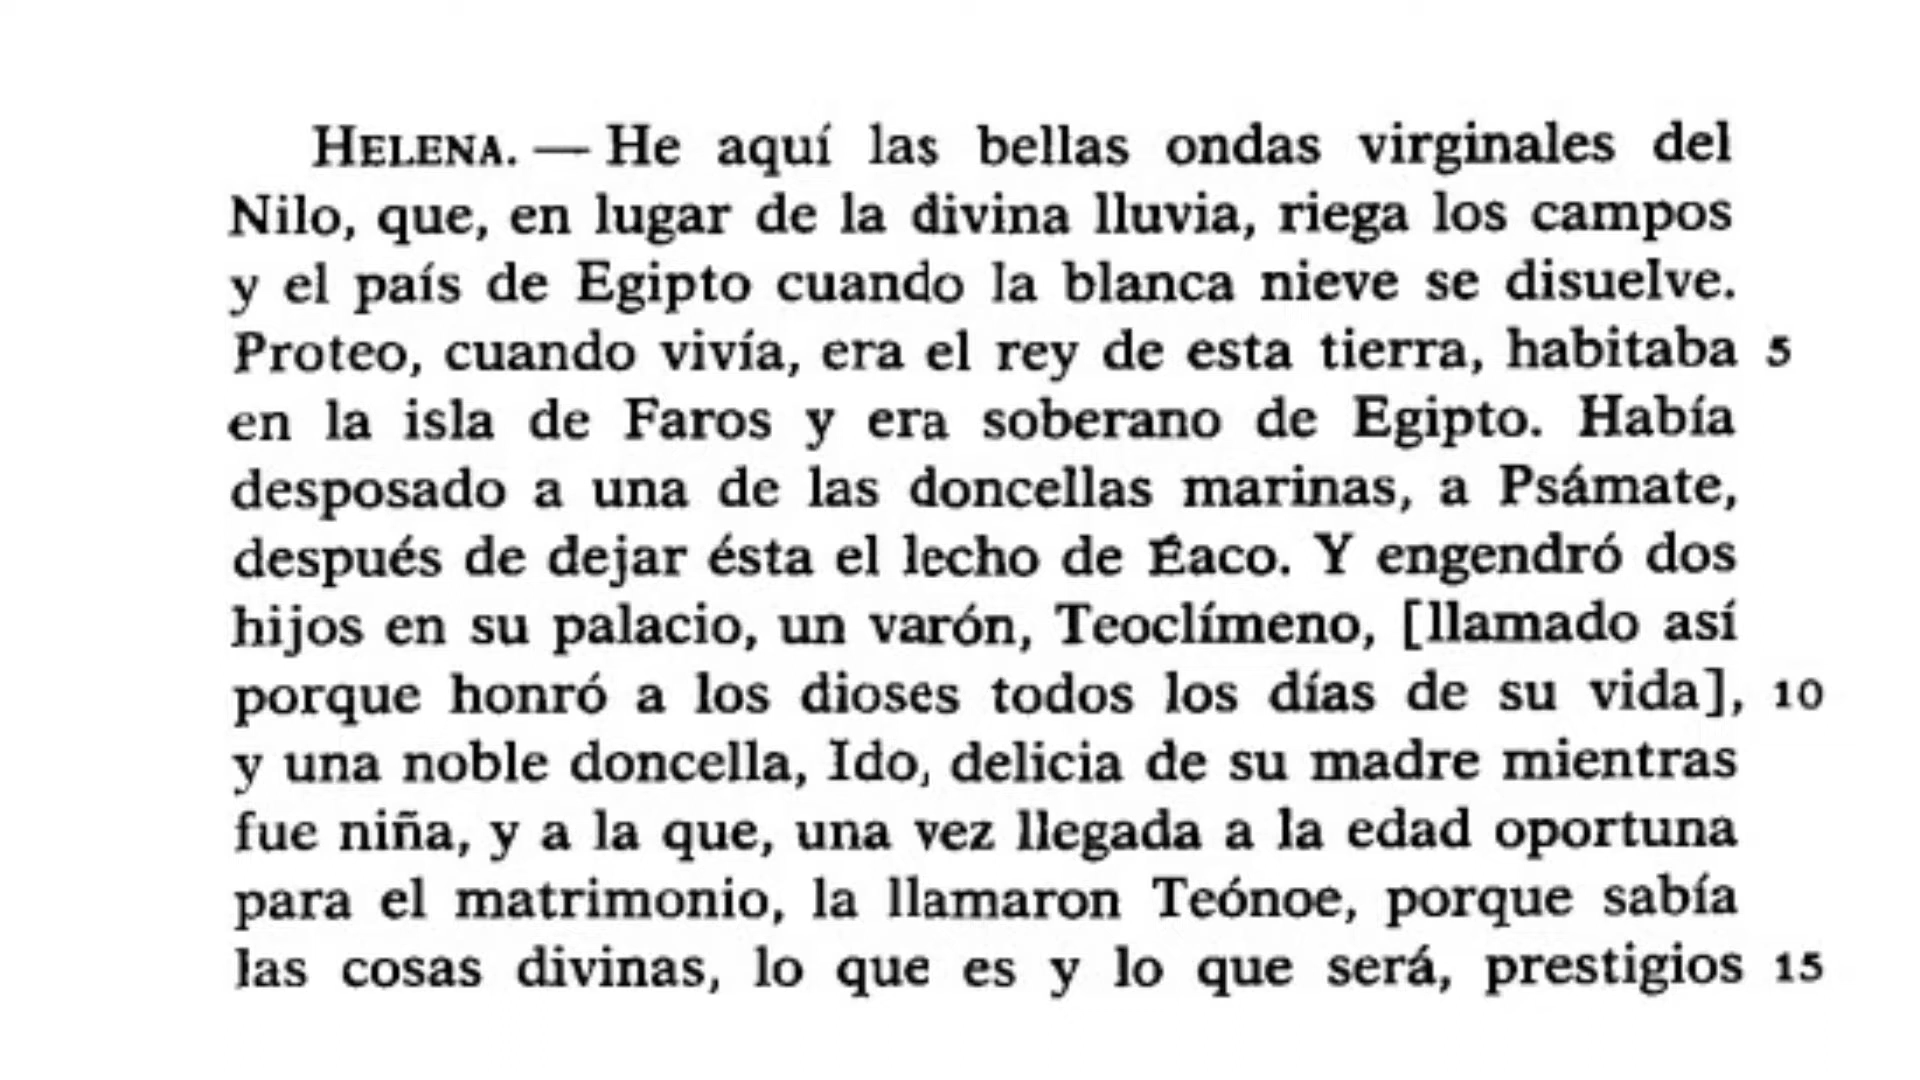 HELENA. — He aquí las bellas ondas virginales del
Nilo, que, en lugar de la divina lluvia, riega los campos
y el país de Egipto cuando la blanca nieve se disuelve.
Proteo, cuando vivía, era el rey de esta tierra, habitaba 5
en la isla de Faros y era soberano de Egipto. Había
desposado a una de las doncellas marinas, a Psámate,
después de dejar ésta el lecho de Éaco. Y engendró dos
hijos en su palacio, un varón, Teoclímeno, [llamado así
porque honró a los dioses todos los días de su vida], 10
y una noble doncella, Ido, delicia de su madre mientras
fue niña, y a la que, una vez llegada a la edad oportuna
para el matrimonio, la llamaron Teónoe, porque sabía
las cosas divinas, lo que es y lo que será, prestigios 15